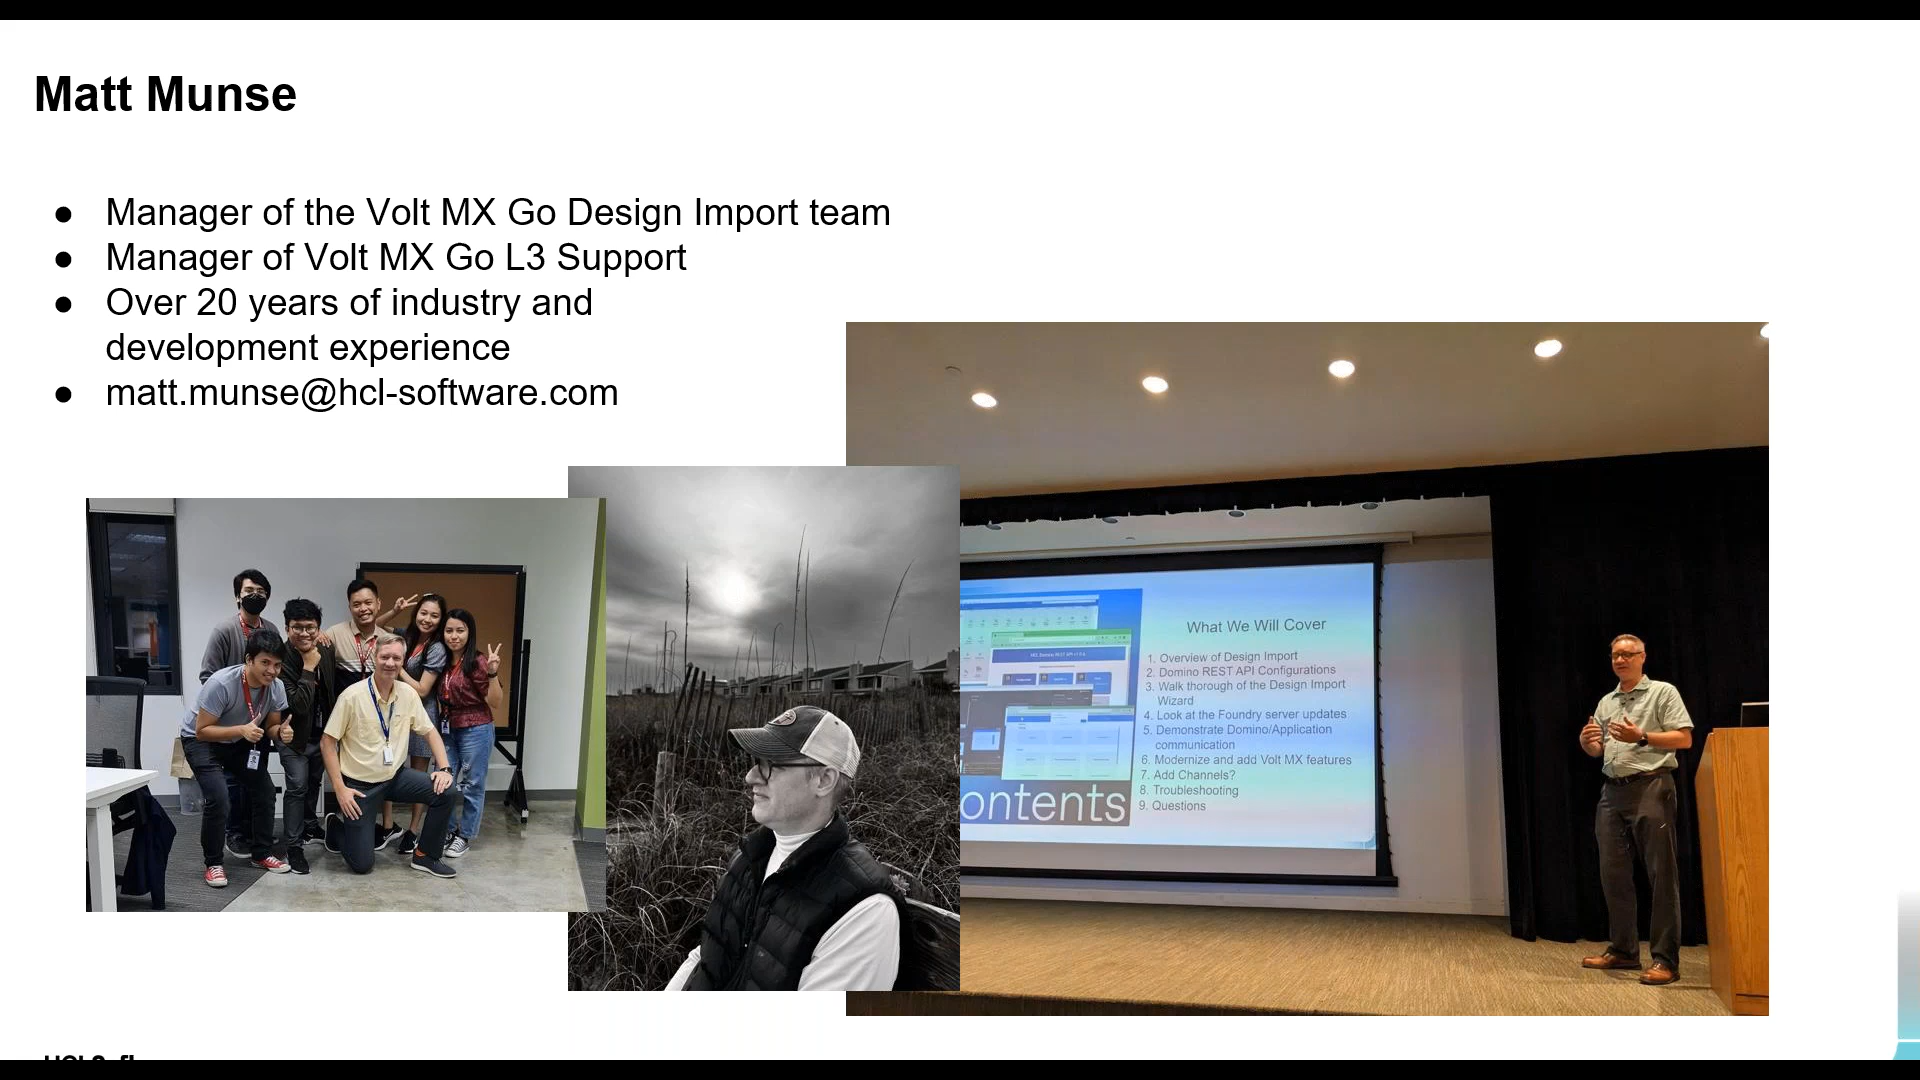 Matt Munse
● Manager of the Volt MX Go Design Import team
● Manager of Volt MX Go L3 Support
● Over 20 years of industry and
development experience
● matt.munse@hcl-software.com
What We Will Cover
1. Overview of Design Import
2. Domino REST API Configurations
3. Walk thorough of the Design Import
Wizard
4. Look at the Foundry server updates
5. Demonstrate Domino/Application
communication
6. Modernize and add Volt MX features
7. Add Channels?
8. Troubleshooting
9. Questions
ontents